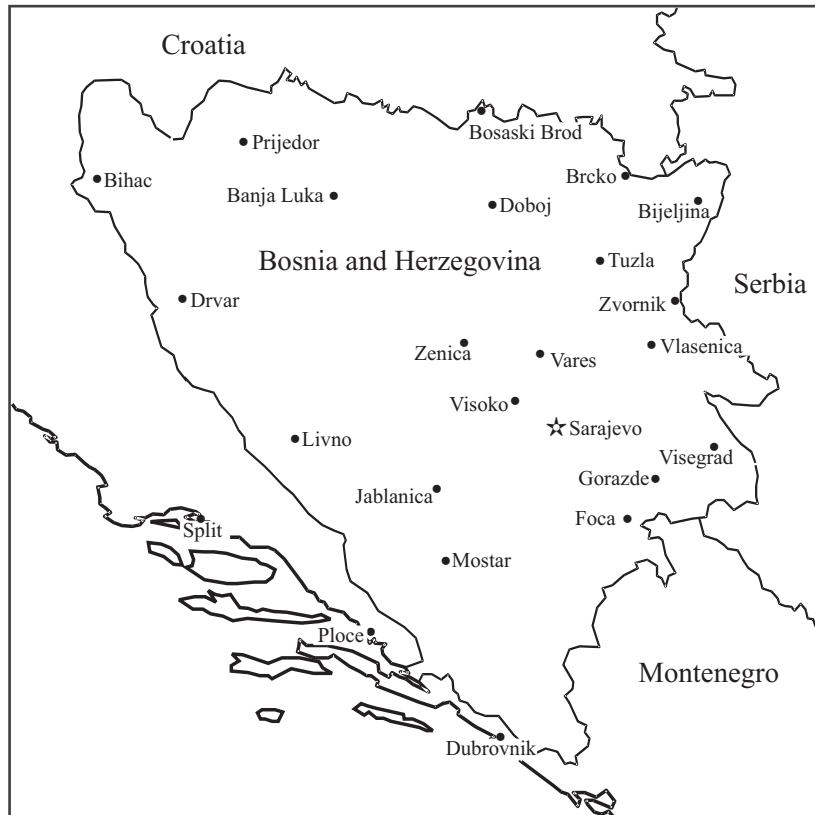 Croatia
Bosaski Brod
Prijedor
Bihac
Brcko
Banja Luka
Doboj
Bijeljina
Bosnia and Herzegovina
Tuzla
Serbia
Drvar
Zvornik
Zenica
Vares
Vlasenica
Visoko
Sarajevo
Livno
Visegrad
Gorazde
Jablanica
Foca
Split
Mostar
Ploce
Montenegro
Dubrovnik